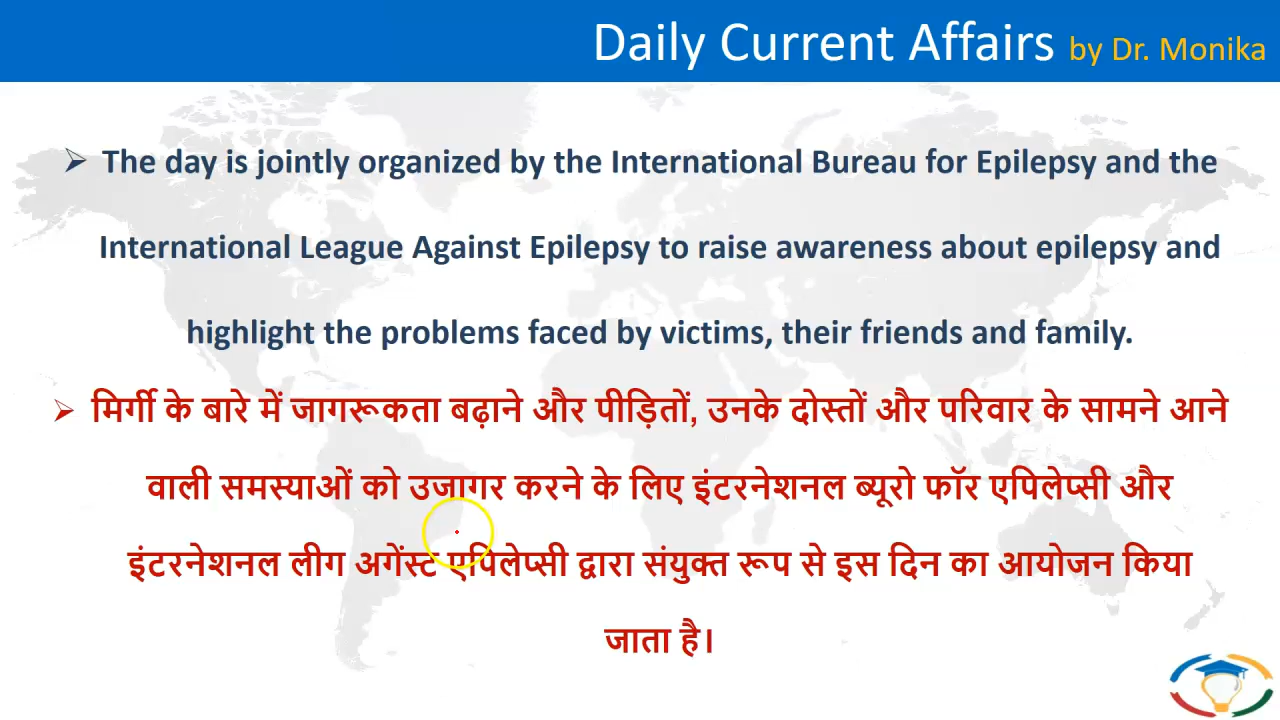 Daily Current Affairs by Dr. Monika
➢ The day is jointly organized by the International Bureau for Epilepsy and the
International League Against Epilepsy to raise awareness about epilepsy and
highlight the problems faced by victims, their friends and family.
➢ मिर्गी के बारे में जागरूकता बढ़ाने और पीड़ितों, उनके दोस्तों और परिवार के सामने आने
वाली समस्याओं को उजागर करने के लिए इंटरनेशनल ब्यूरो फॉर एपिलेप्सी और
इंटरनेशनल लीग अगेंस्ट एपिलेप्सी द्वारा संयुक्त रूप से इस दिन का आयोजन किया
जाता है।